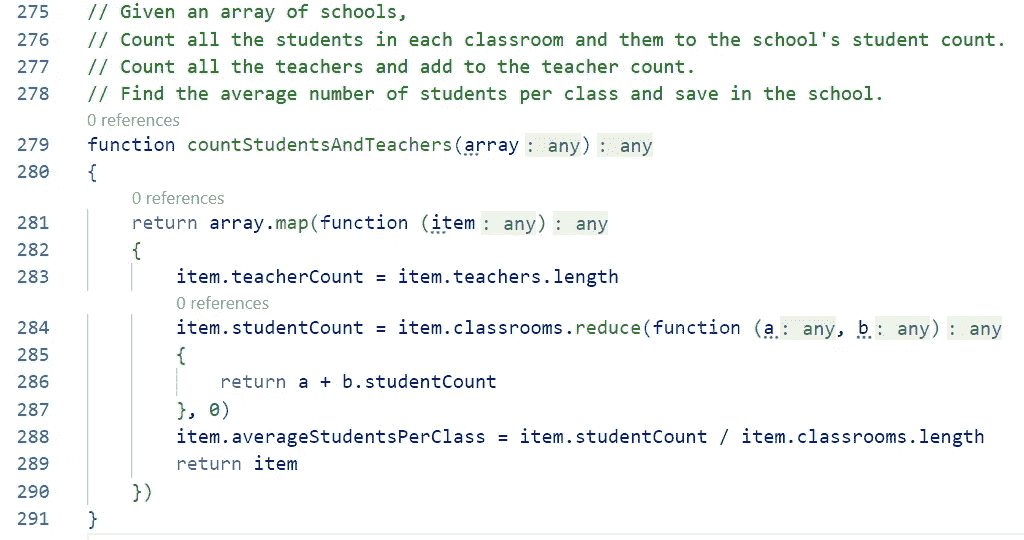 275 // Given an array of schools,
276 // Count all the students in each classroom and them to the school's student count.
277 // Count all the teachers and add to the teacher count.
278 // Find the average number of students per class and save in the school.
0 references
279 function countStudentsAndTeachers(array: any): any
280 {
0 references
281 return array.map(function (item: any): any
282 {
283 item.teacherCount = item.teachers.length
0 references
284 item.studentCount = item.classrooms.reduce(function (a: any, b: any): any
285 {
286 return a + b.studentCount
287 }, 0)
288 item.averageStudentsPerClass = item.studentCount / item.classrooms.length
289 return item
290 })
291 }